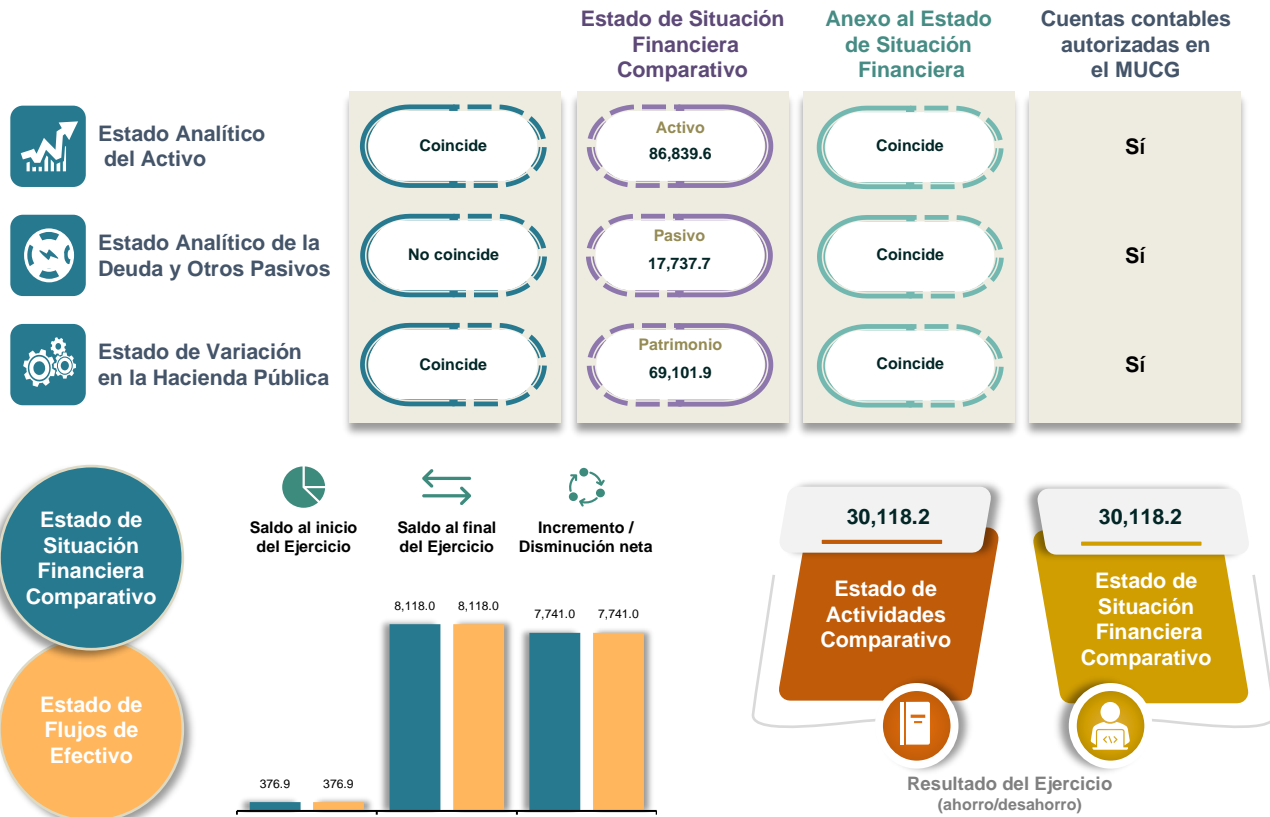 Estado de Situación
Financiera
Comparativo
Anexo al Estado
de Situación
Financiera
Cuentas contables
autorizadas en
el MUCG
Estado Analítico
del Activo
Coincide
Activo
86,839.6
Coincide
Sí
Estado Analítico de la
Deuda y Otros Pasivos
No coincide
Pasivo
17,737.7
Coincide
Sí
Estado de Variación
en la Hacienda Pública
Coincide
Patrimonio
69,101.9
Coincide
Sí
Estado de
Situación
Financiera
Comparativo
Estado de
Flujos de
Efectivo
Saldo al inicio
del Ejercicio
Saldo al final
del Ejercicio
Incremento /
Disminución neta
376.9 376.9
8,118.0 8,118.0
7,741.0 7,741.0
30,118.2
Estado de
Actividades
Comparativo
30,118.2
Estado de
Situación
Financiera
Comparativo
Resultado del Ejercicio
(ahorro/desahorro)